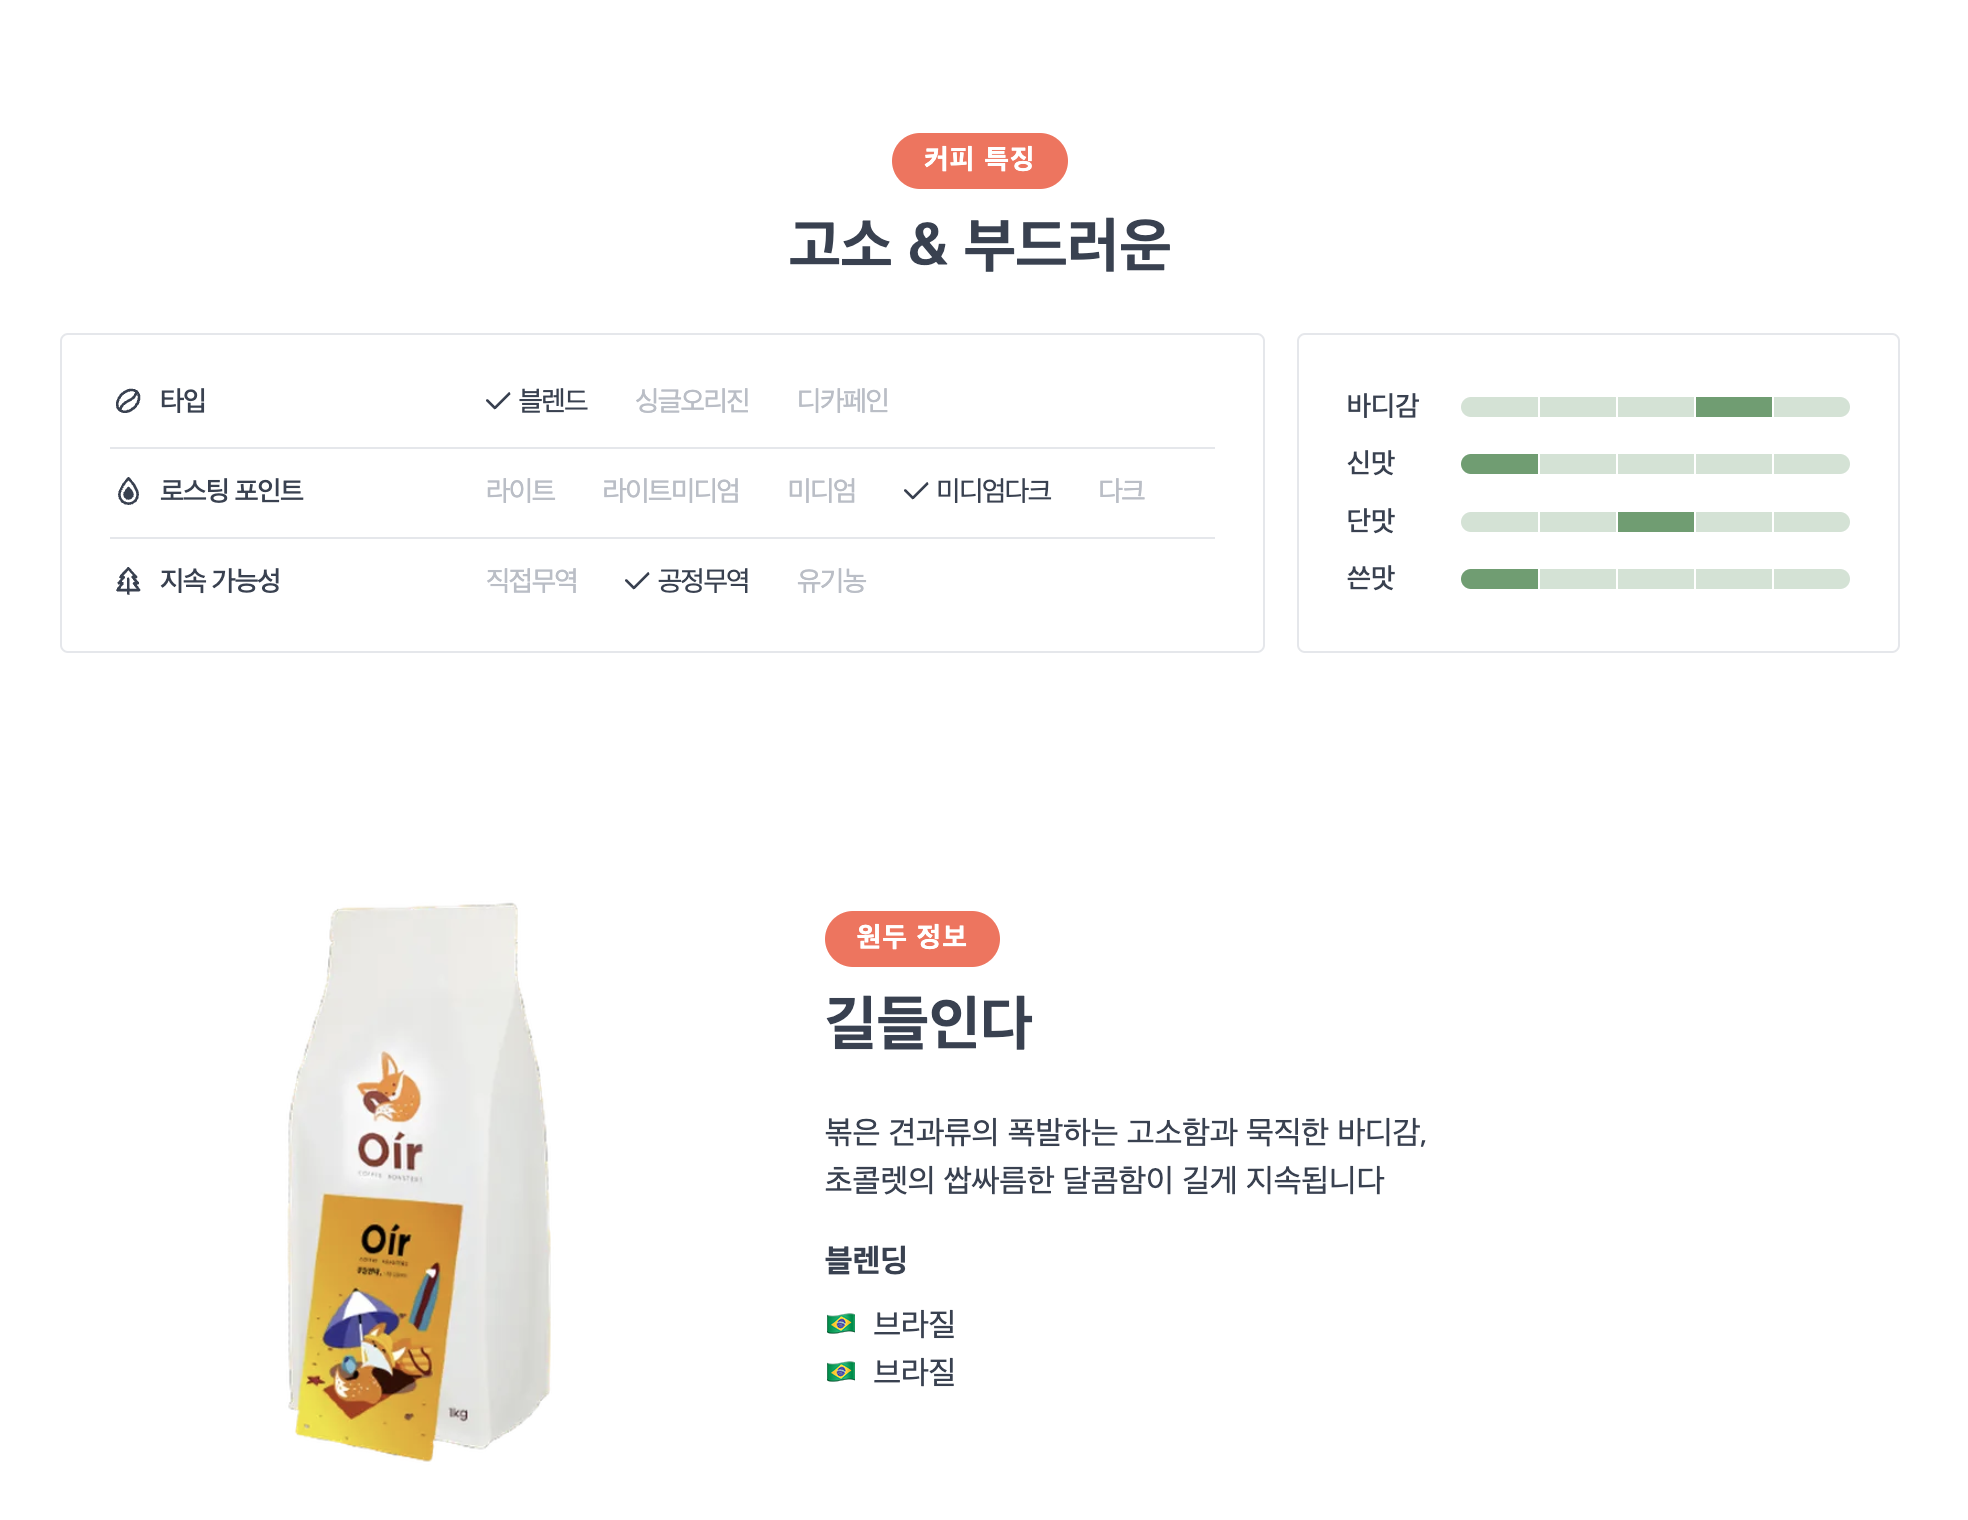 커피 특징
고소 & 부드러운
타입 블렌드 싱글오리진 디카페인
로스팅 포인트 라이트 라이트미디엄 미디엄 미디엄다크 다크
지속 가능성 직접무역 공정무역 유기농
바디감
신맛
단맛
쓴맛
Oír
COFFEE ROASTERS
Oír
COFFEE ROASTERS
1kg
원두 정보
길들인다
볶은 견과류의 폭발하는 고소함과 묵직한 바디감,
초콜렛의 쌉싸름한 달콤함이 길게 지속됩니다
블렌딩
🇧🇷 브라질
🇧🇷 브라질